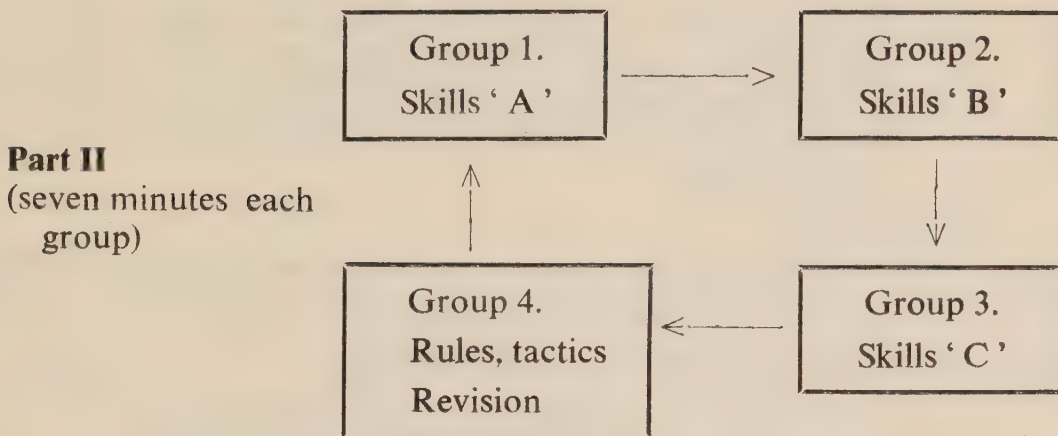 Group 1.
Skills ‘ A ’
Group 2.
Skills ‘ B ’
Part II
(seven minutes each
group)
Group 4.
Rules, tactics
Revision
Group 3.
Skills ‘ C ’